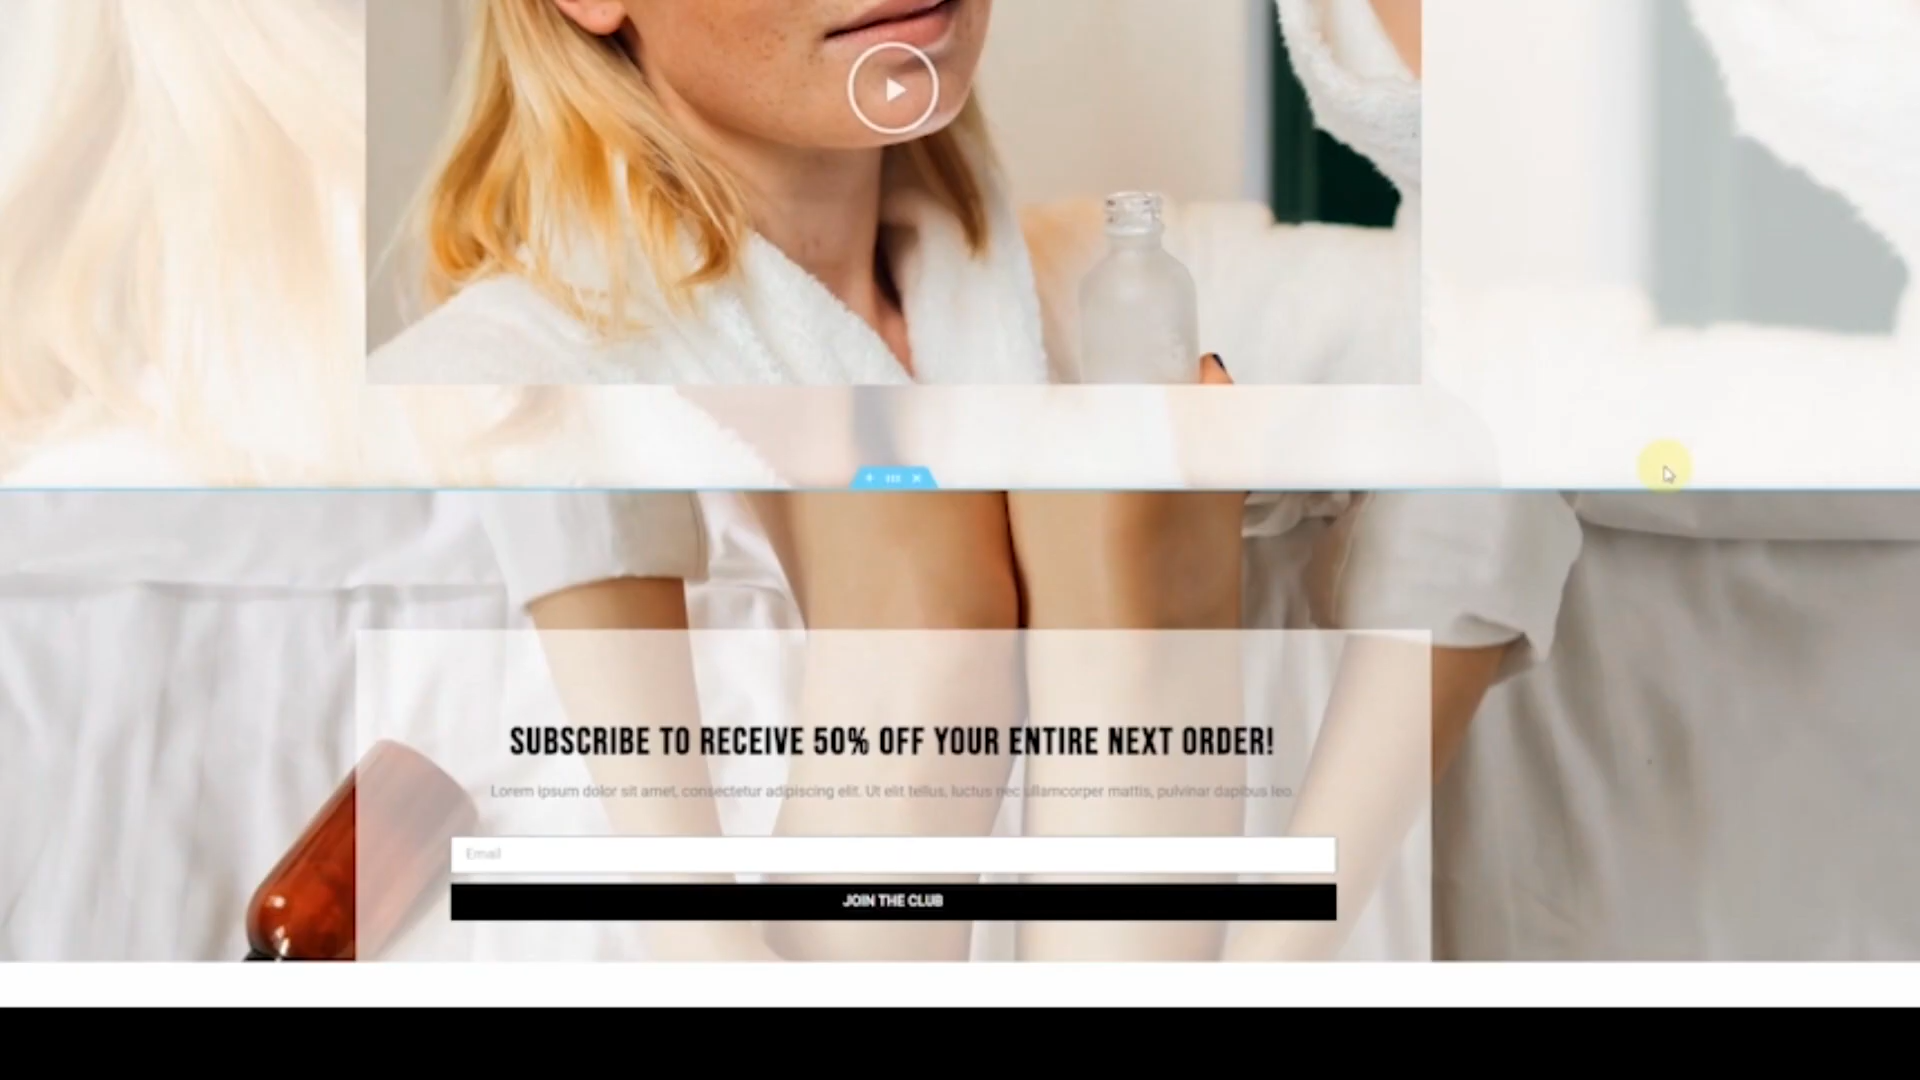 SUBSCRIBE TO RECEIVE 50% OFF YOUR ENTIRE NEXT ORDER!
Lorem ipsum dolor sit amet, consectetur adipiscing elit. Ut elit tellus, luctus nec ullamcorper mattis, pulvinar dapibus leo.
Email
JOIN THE CLUB